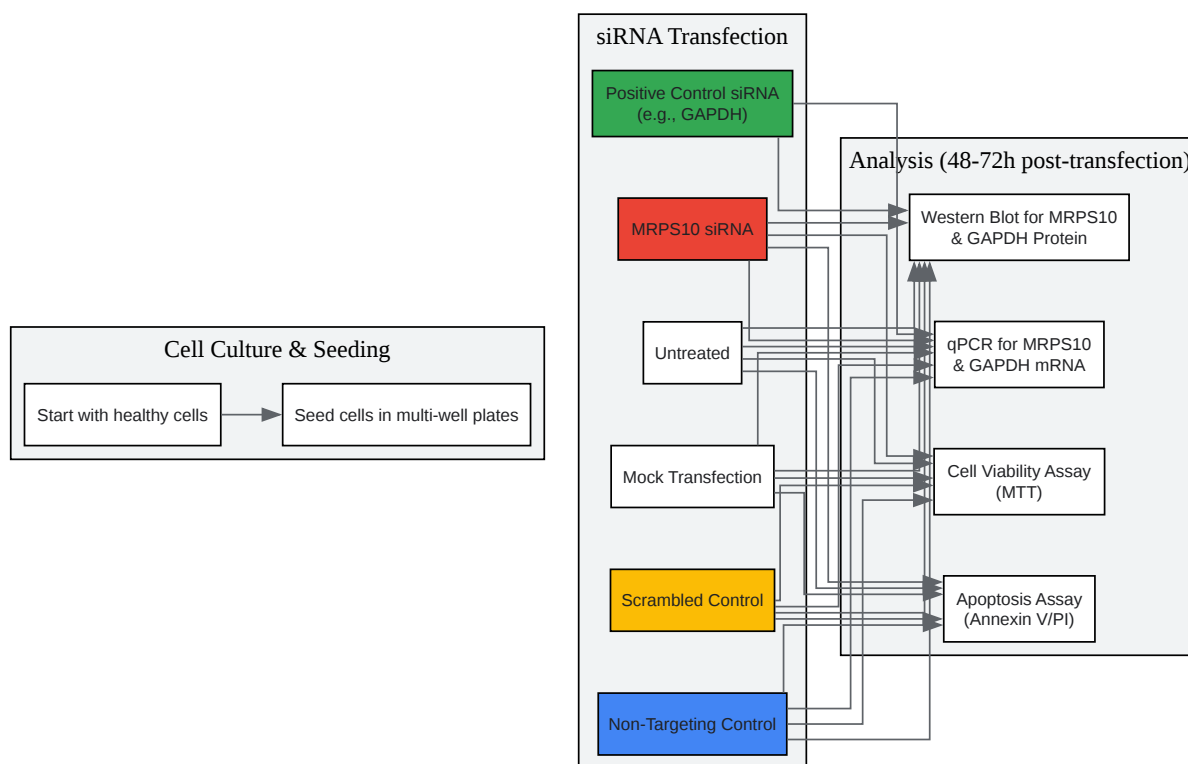 Cell Culture & Seeding
Start with healthy cells
Seed cells in multi-well plates
siRNA Transfection
Positive Control siRNA
(e.g., GAPDH)
MRPS10 siRNA
Untreated
Mock Transfection
Scrambled Control
Non-Targeting Control
Analysis (48-72h post-transfection)
Western Blot for MRPS10
& GAPDH Protein
qPCR for MRPS10
& GAPDH mRNA
Cell Viability Assay
(MTT)
Apoptosis Assay
(Annexin V/PI)